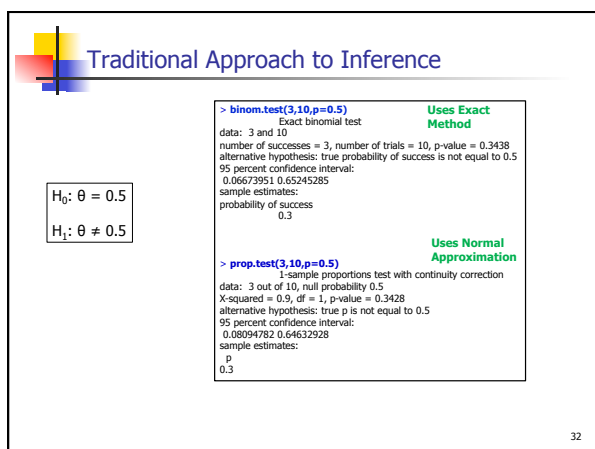 Traditional Approach to Inference
H₀: θ = 0.5
H₁: θ ≠ 0.5
> binom.test(3,10,p=0.5)
Uses Exact
Method
Exact binomial test
data: 3 and 10
number of successes = 3, number of trials = 10, p-value = 0.3438
alternative hypothesis: true probability of success is not equal to 0.5
95 percent confidence interval:
0.06673951 0.65245285
sample estimates:
probability of success
0.3
Uses Normal
Approximation
> prop.test(3,10,p=0.5)
1-sample proportions test with continuity correction
data: 3 out of 10, null probability 0.5
X-squared = 0.9, df = 1, p-value = 0.3428
alternative hypothesis: true p is not equal to 0.5
95 percent confidence interval:
0.08094782 0.64632928
sample estimates:
p
0.3
32